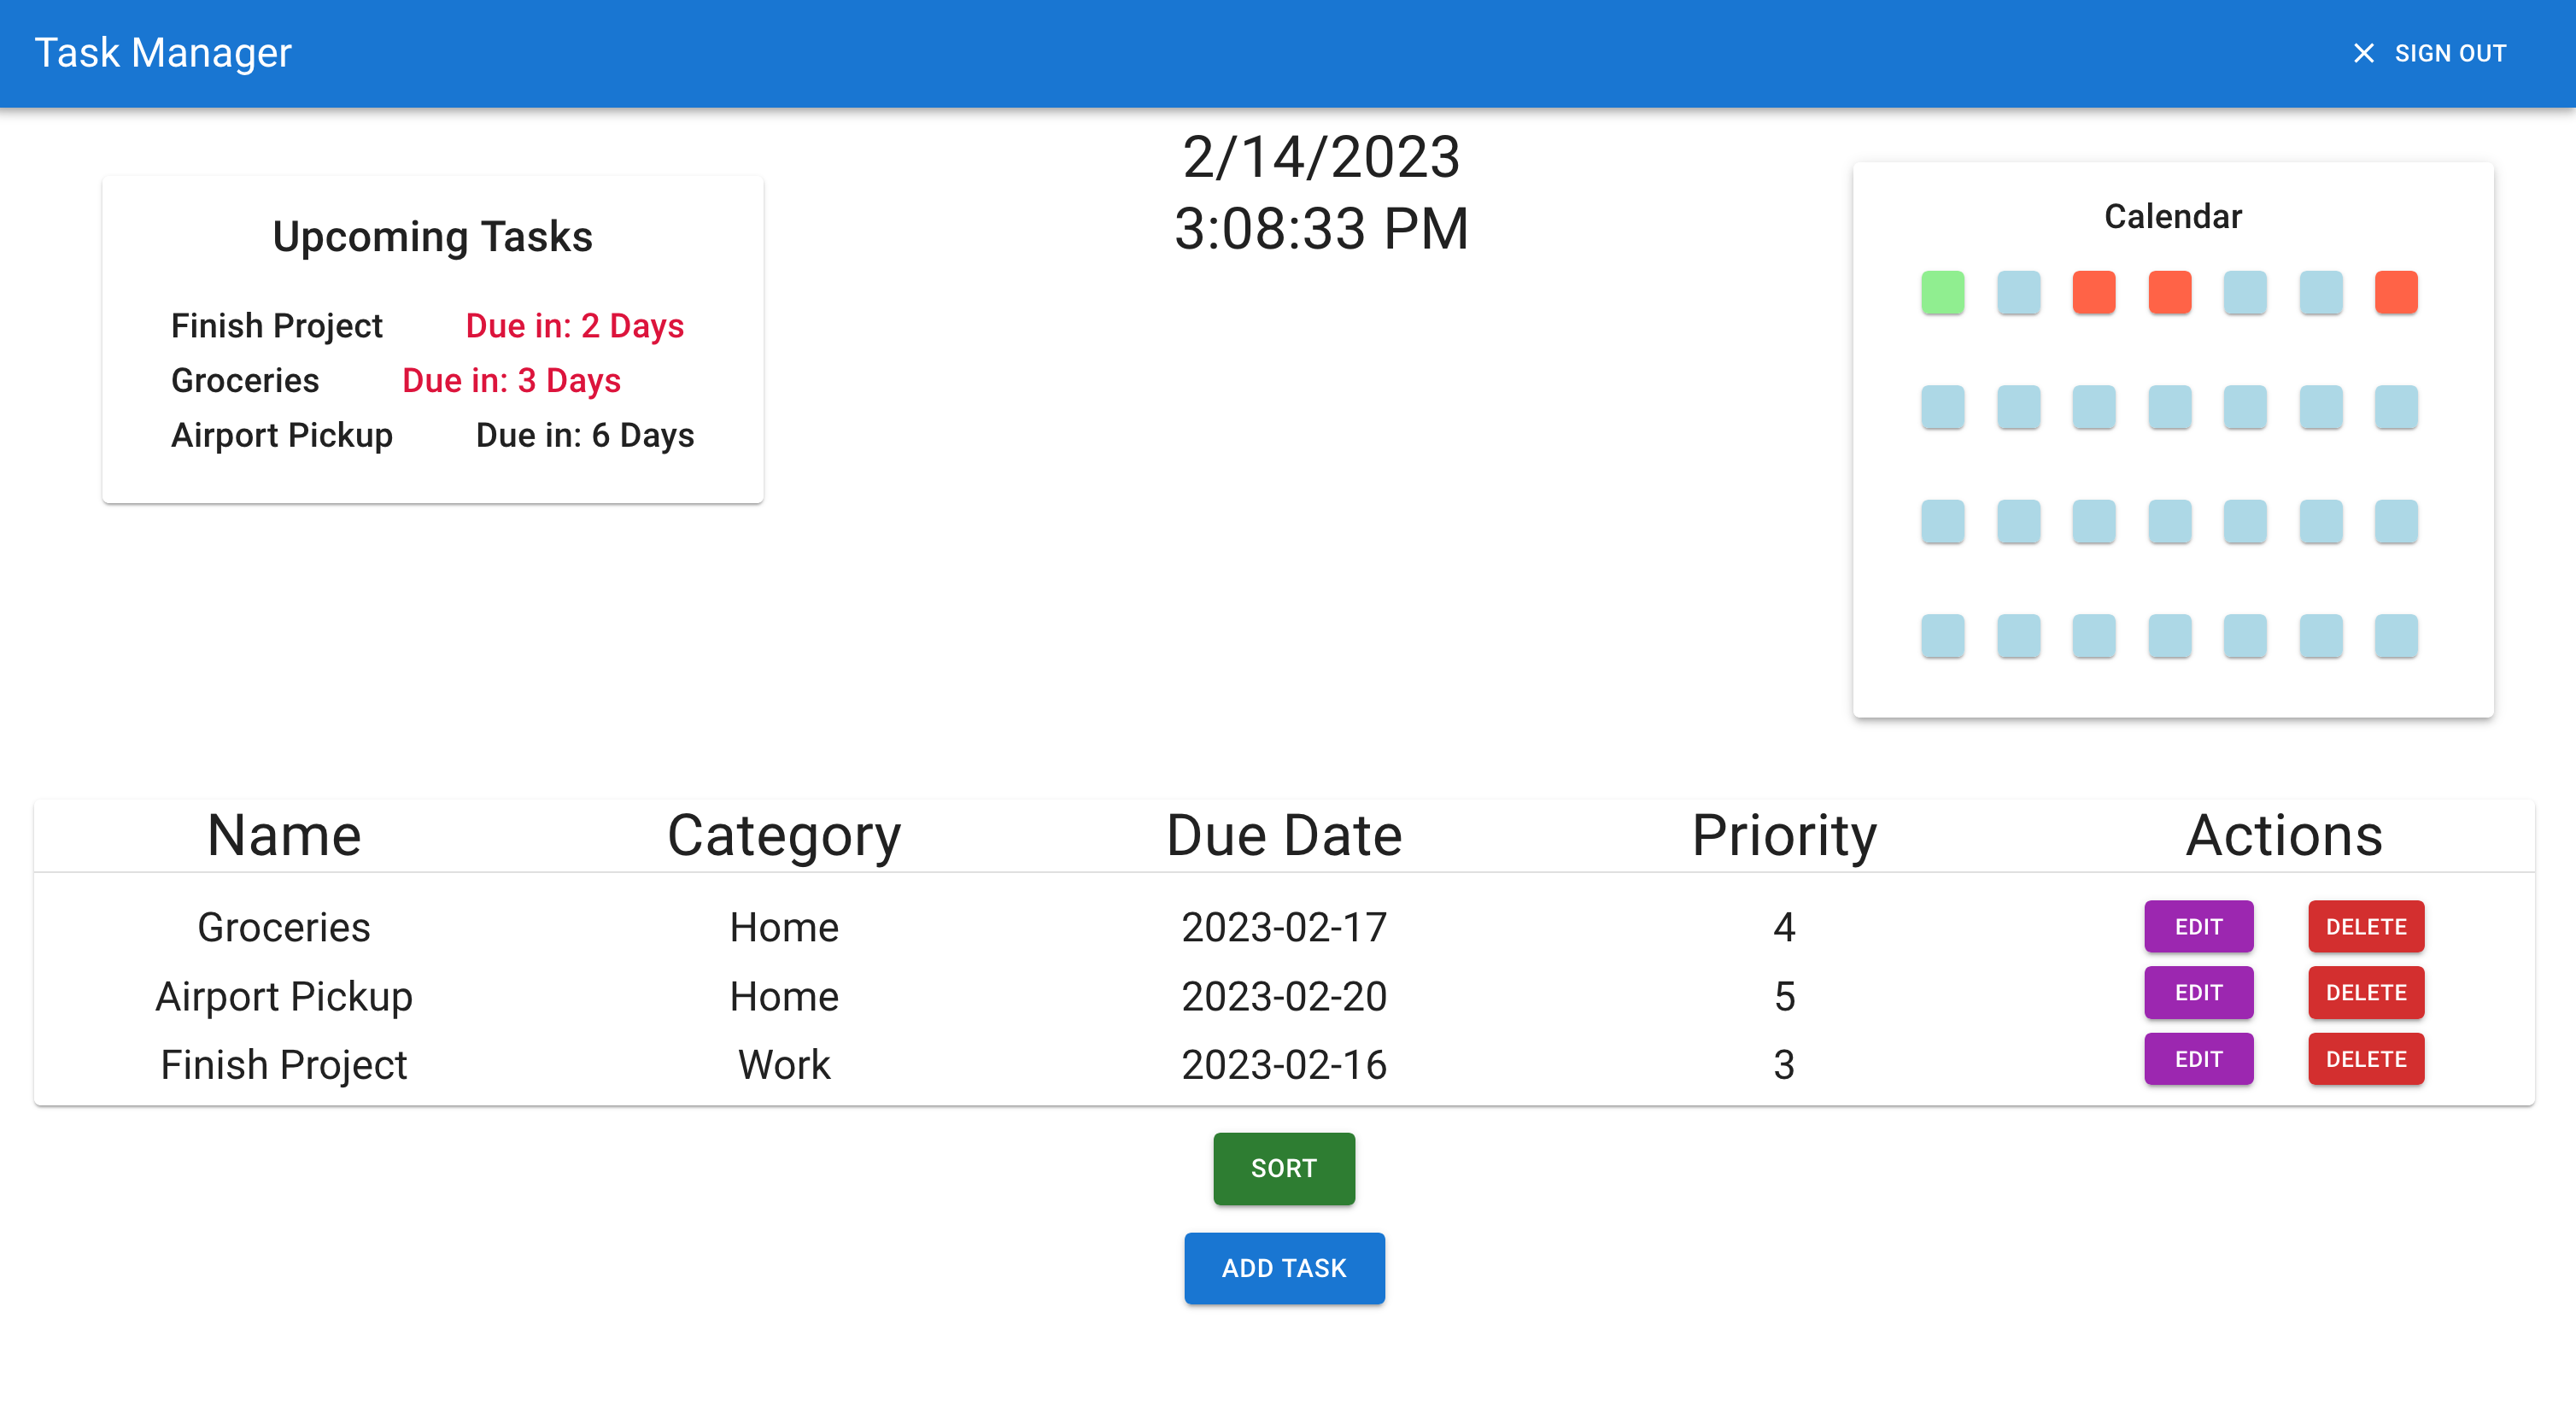 Task Manager
SIGN OUT
2/14/2023
3:08:33 PM
Upcoming Tasks
Finish Project Due in: 2 Days
Groceries Due in: 3 Days
Airport Pickup Due in: 6 Days
Calendar
Name Category Due Date Priority Actions
Groceries Home 2023-02-17 4 EDIT DELETE
Airport Pickup Home 2023-02-20 5 EDIT DELETE
Finish Project Work 2023-02-16 3 EDIT DELETE
SORT
ADD TASK